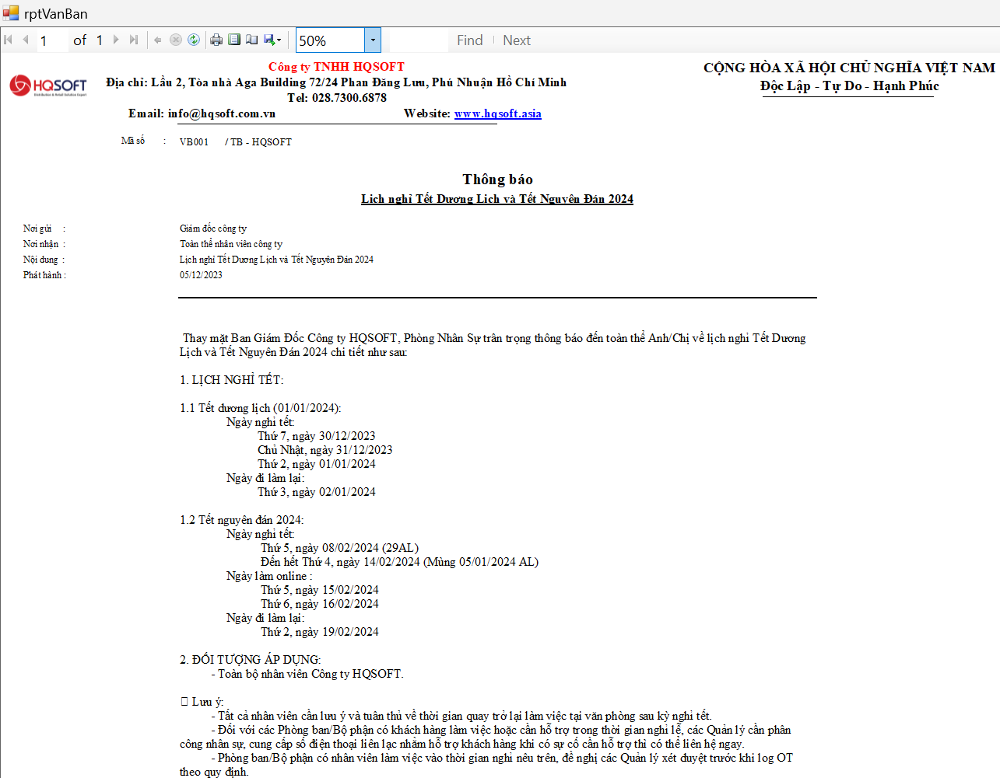 rptVanBan
1 of 1 50% Find Next
Công ty TNHH HQSOFT
HQSOFT
Địa chỉ: Lầu 2, Tòa nhà Aga Building 72/24 Phan Đăng Lưu, Phú Nhuận Hồ Chí Minh
Tel: 028.7300.6878
Email: info@hqsoft.com.vn Website: www.hqsoft.asia
CỘNG HÒA XÃ HỘI CHỦ NGHĨA VIỆT NAM
Độc Lập - Tự Do - Hạnh Phúc
Mã số : VB001 / TB - HQSOFT
Thông báo
Lịch nghỉ Tết Dương Lịch và Tết Nguyên Đán 2024
Nơi gửi : Giám đốc công ty
Nơi nhận : Toàn thể nhân viên công ty
Nội dung : Lịch nghỉ Tết Dương Lịch và Tết Nguyên Đán 2024
Phát hành : 05/12/2023
Thay mặt Ban Giám Đốc Công ty HQSOFT, Phòng Nhân Sự trân trọng thông báo đến toàn thể Anh/Chị về lịch nghỉ Tết Dương
Lịch và Tết Nguyên Đán 2024 chi tiết như sau:
1. LỊCH NGHỈ TẾT:
1.1 Tết dương lịch (01/01/2024):
Ngày nghỉ tết:
Thứ 7, ngày 30/12/2023
Chủ Nhật, ngày 31/12/2023
Thứ 2, ngày 01/01/2024
Ngày đi làm lại:
Thứ 3, ngày 02/01/2024
1.2 Tết nguyên đán 2024:
Ngày nghỉ tết:
Thứ 5, ngày 08/02/2024 (29AL)
Đến hết Thứ 4, ngày 14/02/2024 (Mùng 05/01/2024 AL)
Ngày làm online :
Thứ 5, ngày 15/02/2024
Thứ 6, ngày 16/02/2024
Ngày đi làm lại:
Thứ 2, ngày 19/02/2024
2. ĐỐI TƯỢNG ÁP DỤNG:
- Toàn bộ nhân viên Công ty HQSOFT.
Lưu ý:
- Tất cả nhân viên cần lưu ý và tuân thủ về thời gian quay trở lại làm việc tại văn phòng sau kỳ nghỉ tết.
- Đối với các Phòng ban/Bộ phận có khách hàng làm việc hoặc cần hỗ trợ trong thời gian nghỉ lễ, các Quản lý cần phân
công nhân sự, cung cấp số điện thoại liên lạc nhằm hỗ trợ khách hàng khi có sự cố cần hỗ trợ thì có thể liên hệ ngay.
- Phòng ban/Bộ phận có nhân viên làm việc vào thời gian nghỉ nêu trên, đề nghị các Quản lý xét duyệt trước khi log OT
theo quy định.